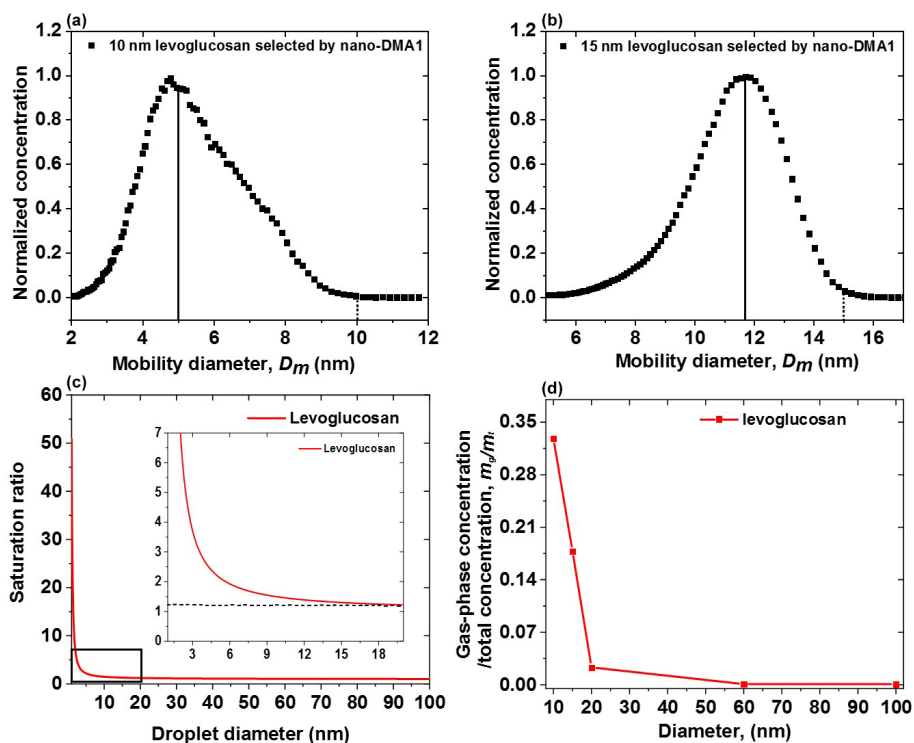 (a)
10 nm levoglucosan selected by nano-DMA1
Normalized concentration
1.2
1.0
0.8
0.6
0.4
0.2
0.0
2 4 6 8 10 12
Mobility diameter, Dm (nm)
(b)
15 nm levoglucosan selected by nano-DMA1
Normalized concentration
1.2
1.0
0.8
0.6
0.4
0.2
0.0
6 8 10 12 14 16
Mobility diameter, Dm (nm)
(c)
Levoglucosan
Saturation ratio
60
50
40
30
20
10
0
Levoglucosan
7
6
5
4
3
2
1
0
3 6 9 12 15 18
10 20 30 40 50 60 70 80 90 100
Droplet diameter (nm)
(d)
levoglucosan
Gas-phase concentration
/total concentration, mg/mt
0.35
0.28
0.21
0.14
0.07
0.00
10 20 30 40 50 60 70 80 90 100
Diameter, (nm)